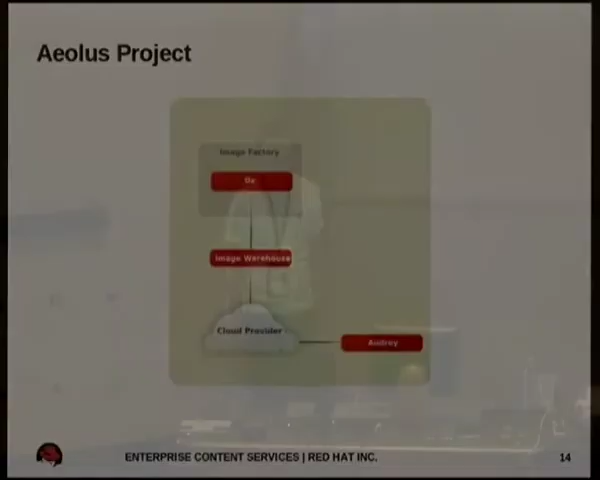 Aeolus Project
Image Factory
Oz
Image Warehouse
Cloud Provider
Audrey
ENTERPRISE CONTENT SERVICES | RED HAT INC.
14